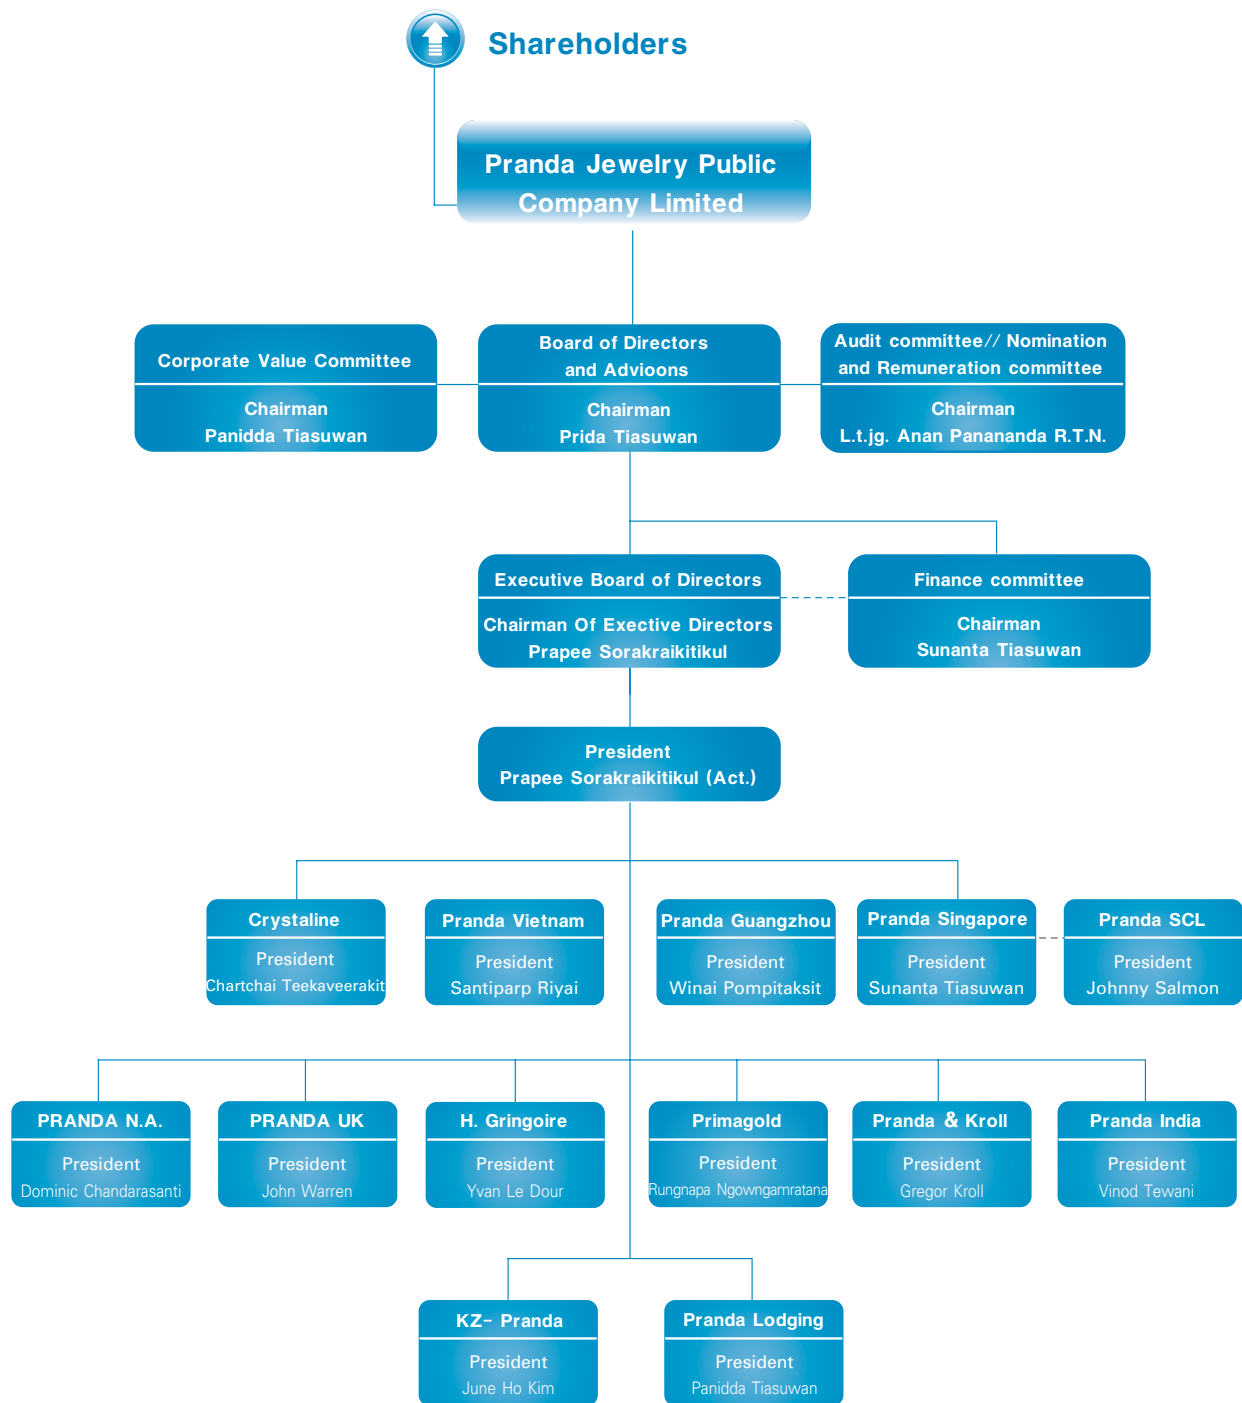 Shareholders
Pranda Jewelry Public
Company Limited
Corporate Value Committee
Chairman
Panidda Tiasuwan
Board of Directors
and Advioons
Chairman
Prida Tiasuwan
Audit committee// Nomination
and Remuneration committee
Chairman
L.t.jg. Anan Panananda R.T.N.
Executive Board of Directors
Chairman Of Exective Directors
Prapee Sorakraikitikul
Finance committee
Chairman
Sunanta Tiasuwan
President
Prapee Sorakraikitikul (Act.)
Crystaline
President
Chartchai Teekaveerakit
Pranda Vietnam
President
Santiparp Riyai
Pranda Guangzhou
President
Winai Pompitaksit
Pranda Singapore
President
Sunanta Tiasuwan
Pranda SCL
President
Johnny Salmon
PRANDA N.A.
President
Dominic Chandarasanti
PRANDA UK
President
John Warren
H. Gringoire
President
Yvan Le Dour
Primagold
President
Rungnapa Ngowngamratana
Pranda & Kroll
President
Gregor Kroll
Pranda India
President
Vinod Tewani
KZ- Pranda
President
June Ho Kim
Pranda Lodging
President
Panidda Tiasuwan